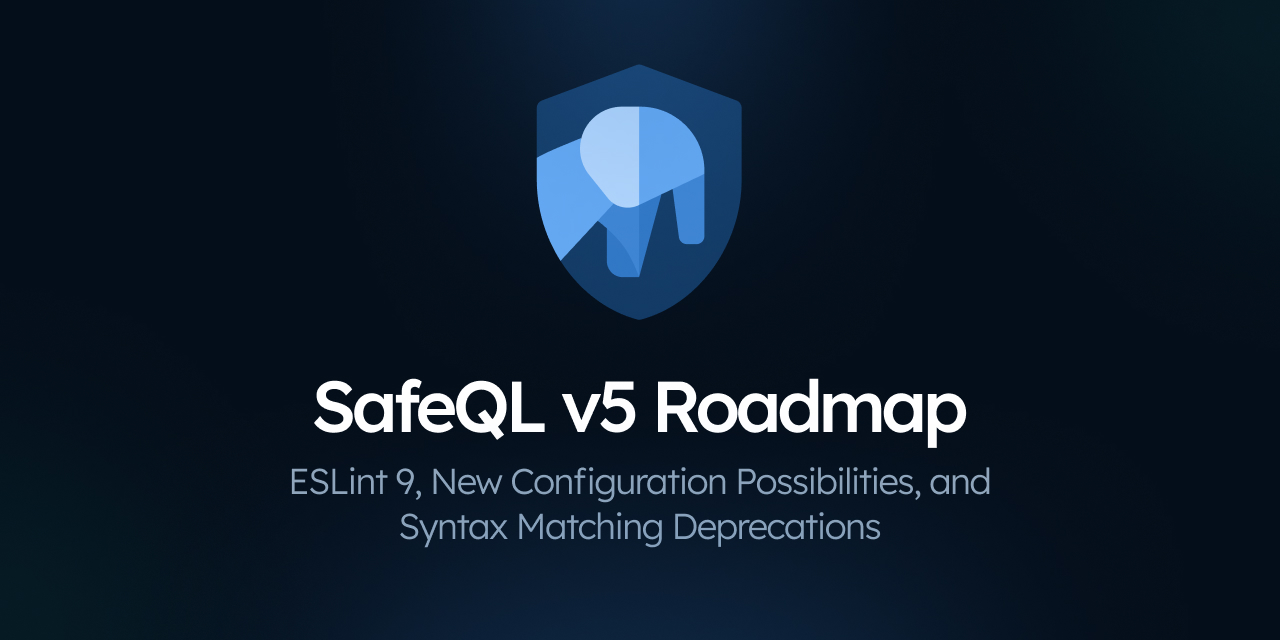 SafeQL v5 Roadmap
ESLint 9, New Configuration Possibilities, and
Syntax Matching Deprecations